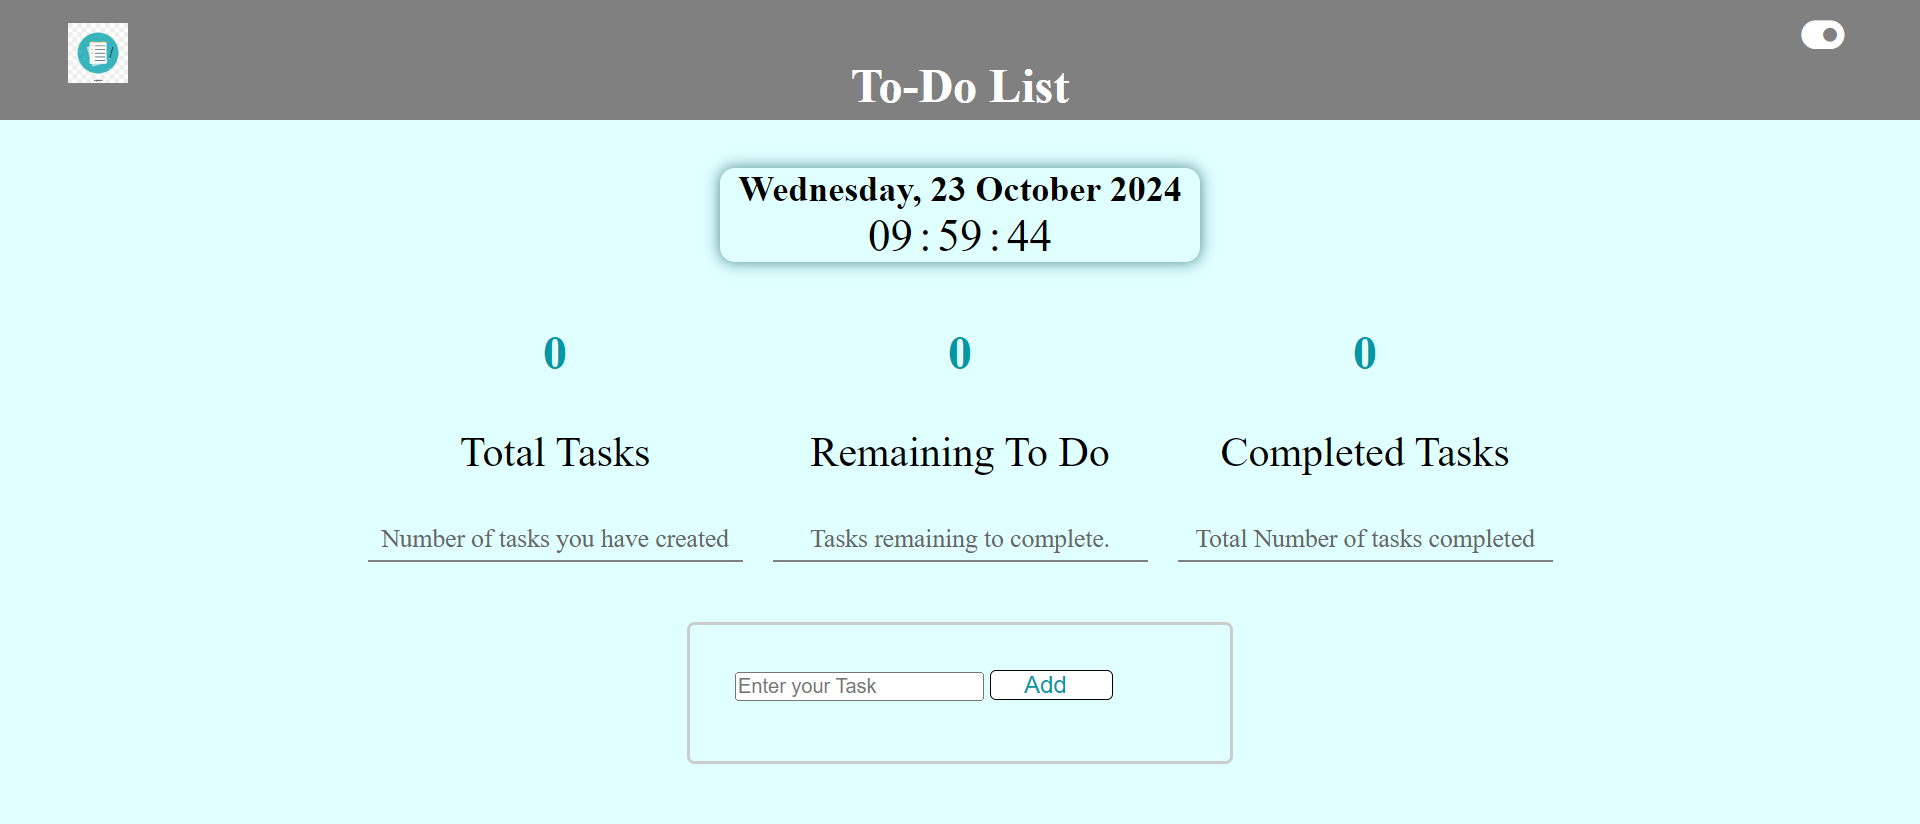 To-Do List
Wednesday, 23 October 2024
09 : 59 : 44
0
0
0
Total Tasks
Remaining To Do
Completed Tasks
Number of tasks you have created
Tasks remaining to complete.
Total Number of tasks completed
Enter your Task
Add